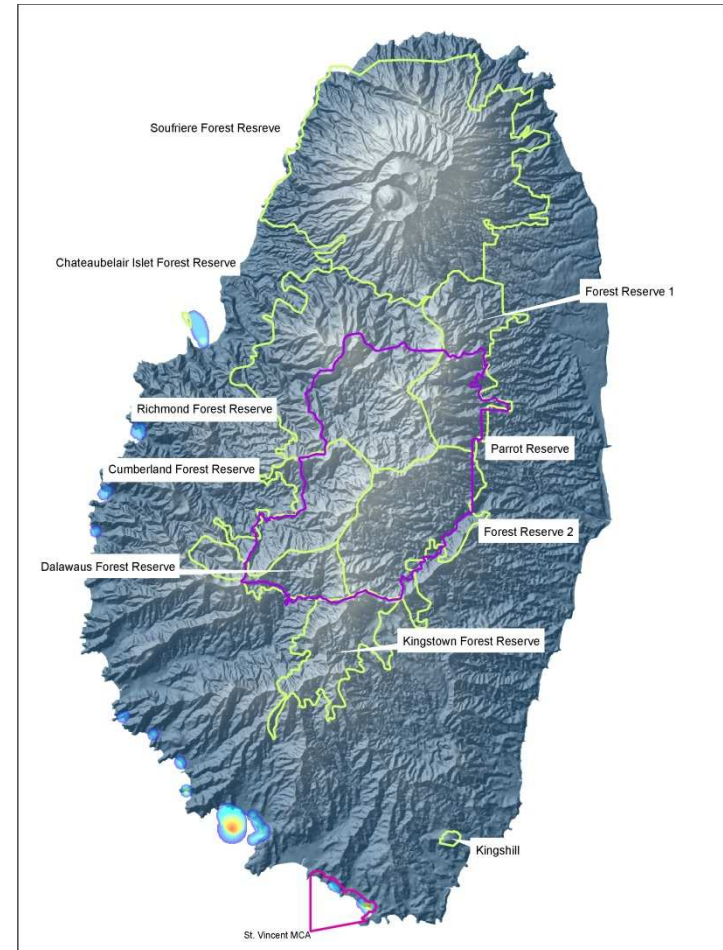 Soufriere Forest Resreve
Chateaubelair Islet Forest Reserve
Forest Reserve 1
Richmond Forest Reserve
Parrot Reserve
Cumberland Forest Reserve
Forest Reserve 2
Dalawaus Forest Reserve
Kingstown Forest Reserve
Kingshill
St. Vincent MCA